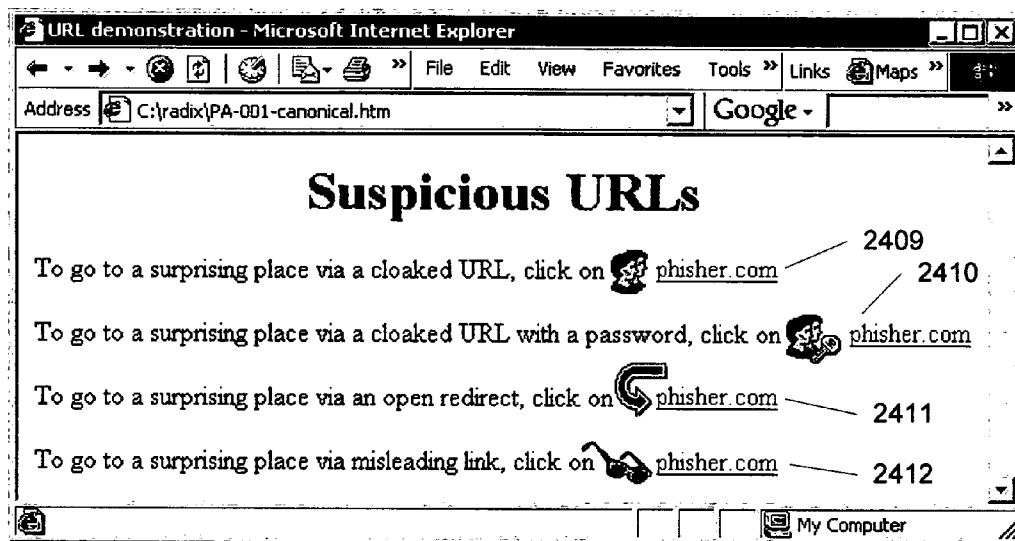 URL demonstration - Microsoft Internet Explorer
» File Edit View Favorites Tools » Links Maps »
Address C:\radix\PA-001-canonical.htm Google »
Suspicious URLs
2409
To go to a surprising place via a cloaked URL, click on phisher.com
2410
To go to a surprising place via a cloaked URL with a password, click on phisher.com
To go to a surprising place via an open redirect, click on phisher.com
2411
To go to a surprising place via misleading link, click on phisher.com
2412
My Computer